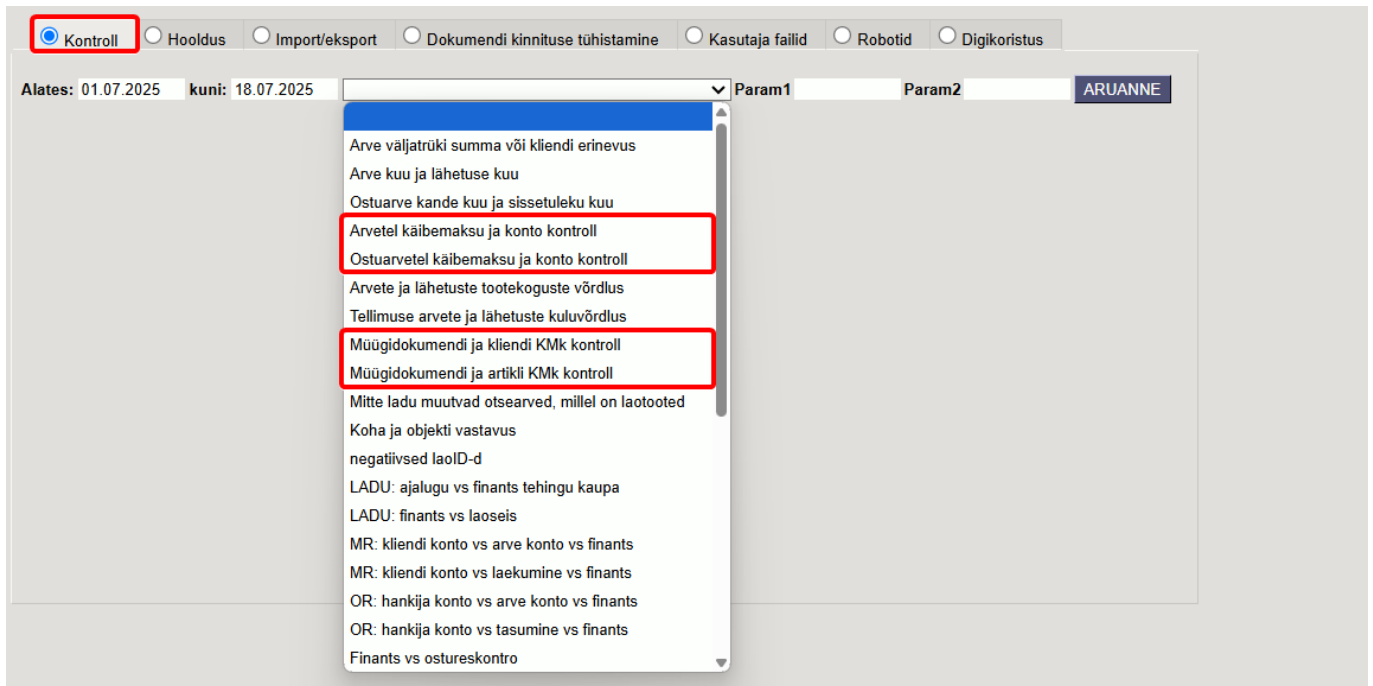 Kontroll Hooldus Import/eksport Dokumendi kinnituse tühistamine Kasutaja failid Robotid Digikoristus
Alates: 01.07.2025 kuni: 18.07.2025 Param1 Param2 ARUANNE
Arve väljatrüki summa või kliendi erinevus
Arve kuu ja lähetuse kuu
Ostuarve kande kuu ja sissetuleku kuu
Arvetel käibemaksu ja konto kontroll
Ostuarvetel käibemaksu ja konto kontroll
Arvete ja lähetuste tootekoguste võrdlus
Tellimuse arvete ja lähetuste kuluvõrdlus
Müügidokumendi ja kliendi KMk kontroll
Müügidokumendi ja artikli KMk kontroll
Mitte ladu muutvad otsearved, millel on laotooted
Koha ja objekti vastavus
negatiivsed laoID-d
LADU: ajalugu vs finants tehingu kaupa
LADU: finants vs laoseis
MR: kliendi konto vs arve konto vs finants
MR: kliendi konto vs laekumine vs finants
OR: hankija konto vs arve konto vs finants
OR: hankija konto vs tasumine vs finants
Finants vs ostureskontro